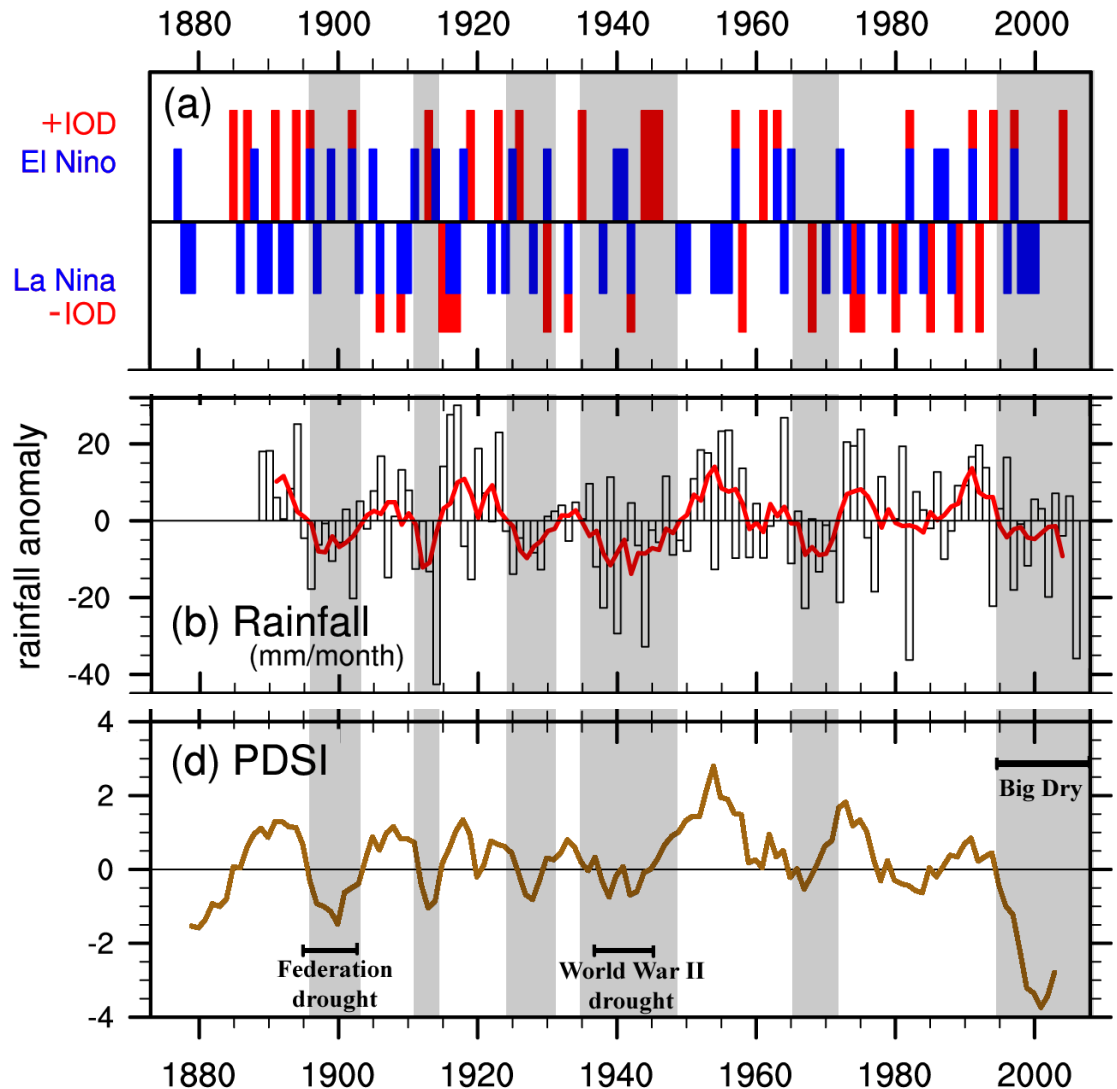 1880 1900 1920 1940 1960 1980 2000
(a)
+IOD
El Nino
La Nina
-IOD
20
0
-20
-40
rainfall anomaly
(b) Rainfall
(mm/month)
4
2
0
-2
-4
(d) PDSI
Big Dry
Federation
drought
World War II
drought
1880 1900 1920 1940 1960 1980 2000